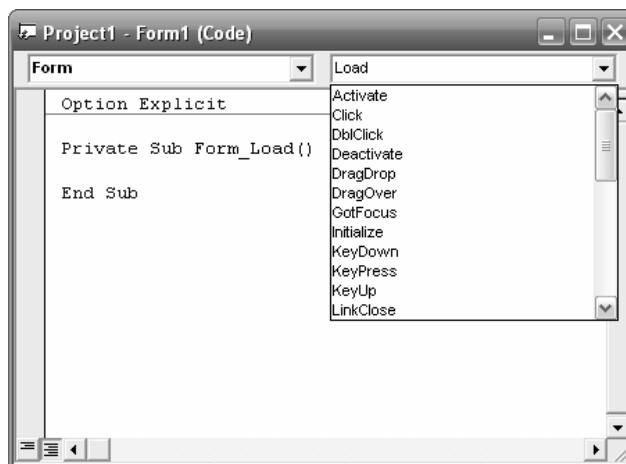 Project1 - Form1 (Code)
Form
Load
Option Explicit
Private Sub Form_Load()
End Sub
Activate
Click
DblClick
Deactivate
DragDrop
DragOver
GotFocus
Initialize
KeyDown
KeyPress
KeyUp
LinkClose